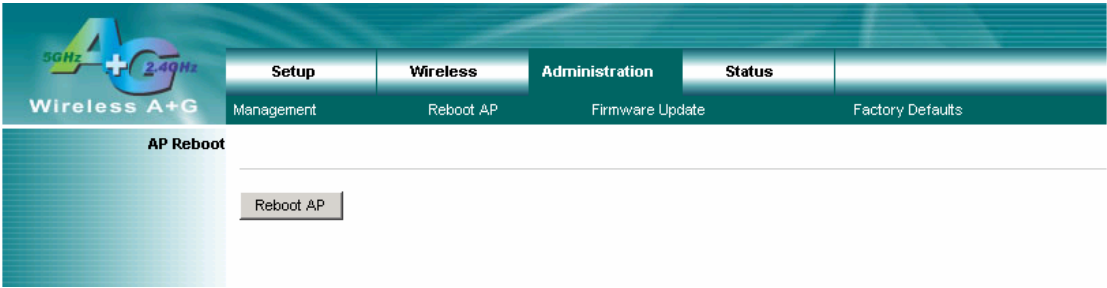 5GHz A+G 2.4GHz
Wireless A+G
Setup Wireless Administration Status
Management Reboot AP Firmware Update Factory Defaults
AP Reboot
Reboot AP